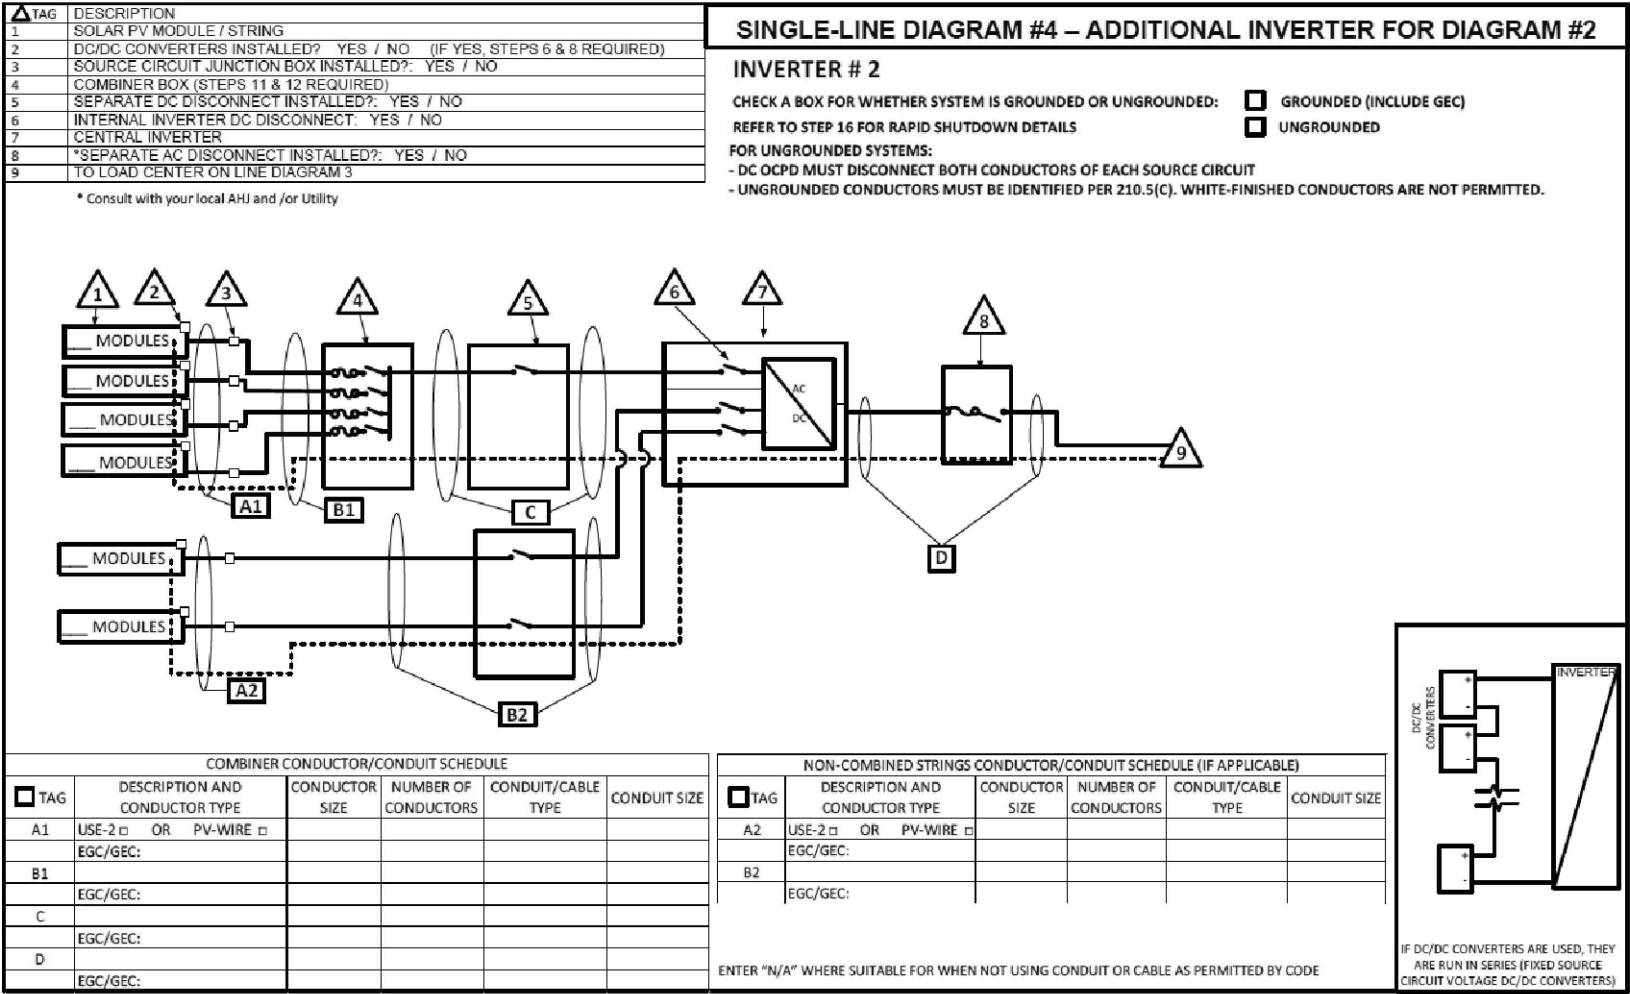 TAG DESCRIPTION
1 SOLAR PV MODULE / STRING
2 DC/DC CONVERTERS INSTALLED? YES / NO (IF YES, STEPS 6 & 8 REQUIRED)
3 SOURCE CIRCUIT JUNCTION BOX INSTALLED?: YES / NO
4 COMBINER BOX (STEPS 11 & 12 REQUIRED)
5 SEPARATE DC DISCONNECT INSTALLED?: YES / NO
6 INTERNAL INVERTER DC DISCONNECT: YES / NO
7 CENTRAL INVERTER
8 *SEPARATE AC DISCONNECT INSTALLED?: YES / NO
9 TO LOAD CENTER ON LINE DIAGRAM 3
* Consult with your local AHJ and /or Utility
SINGLE-LINE DIAGRAM #4 – ADDITIONAL INVERTER FOR DIAGRAM #2
INVERTER # 2
CHECK A BOX FOR WHETHER SYSTEM IS GROUNDED OR UNGROUNDED: GROUNDED (INCLUDE GEC)
REFER TO STEP 16 FOR RAPID SHUTDOWN DETAILS UNGROUNDED
FOR UNGROUNDED SYSTEMS:
- DC OCPD MUST DISCONNECT BOTH CONDUCTORS OF EACH SOURCE CIRCUIT
- UNGROUNDED CONDUCTORS MUST BE IDENTIFIED PER 210.5(C). WHITE-FINISHED CONDUCTORS ARE NOT PERMITTED.
1 2 3 4 5 6 7 8
___ MODULES
___ MODULES
___ MODULES
___ MODULES
AC
DC
9
A1 B1 C
D
___ MODULES
___ MODULES
A2
B2
COMBINER CONDUCTOR/CONDUIT SCHEDULE
TAG DESCRIPTION AND CONDUCTOR TYPE CONDUCTOR SIZE NUMBER OF CONDUCTORS CONDUIT/CABLE TYPE CONDUIT SIZE
A1 USE-2 □ OR PV-WIRE □
EGC/GEC:
B1
EGC/GEC:
C
EGC/GEC:
D
EGC/GEC:
NON-COMBINED STRINGS CONDUCTOR/CONDUIT SCHEDULE (IF APPLICABLE)
TAG DESCRIPTION AND CONDUCTOR TYPE CONDUCTOR SIZE NUMBER OF CONDUCTORS CONDUIT/CABLE TYPE CONDUIT SIZE
A2 USE-2 □ OR PV-WIRE □
EGC/GEC:
B2
EGC/GEC:
ENTER "N/A" WHERE SUITABLE FOR WHEN NOT USING CONDUIT OR CABLE AS PERMITTED BY CODE
DC/DC
CONVERTERS
INVERTER
+
-
+
-
+
-
IF DC/DC CONVERTERS ARE USED, THEY
ARE RUN IN SERIES (FIXED SOURCE
CIRCUIT VOLTAGE DC/DC CONVERTERS)